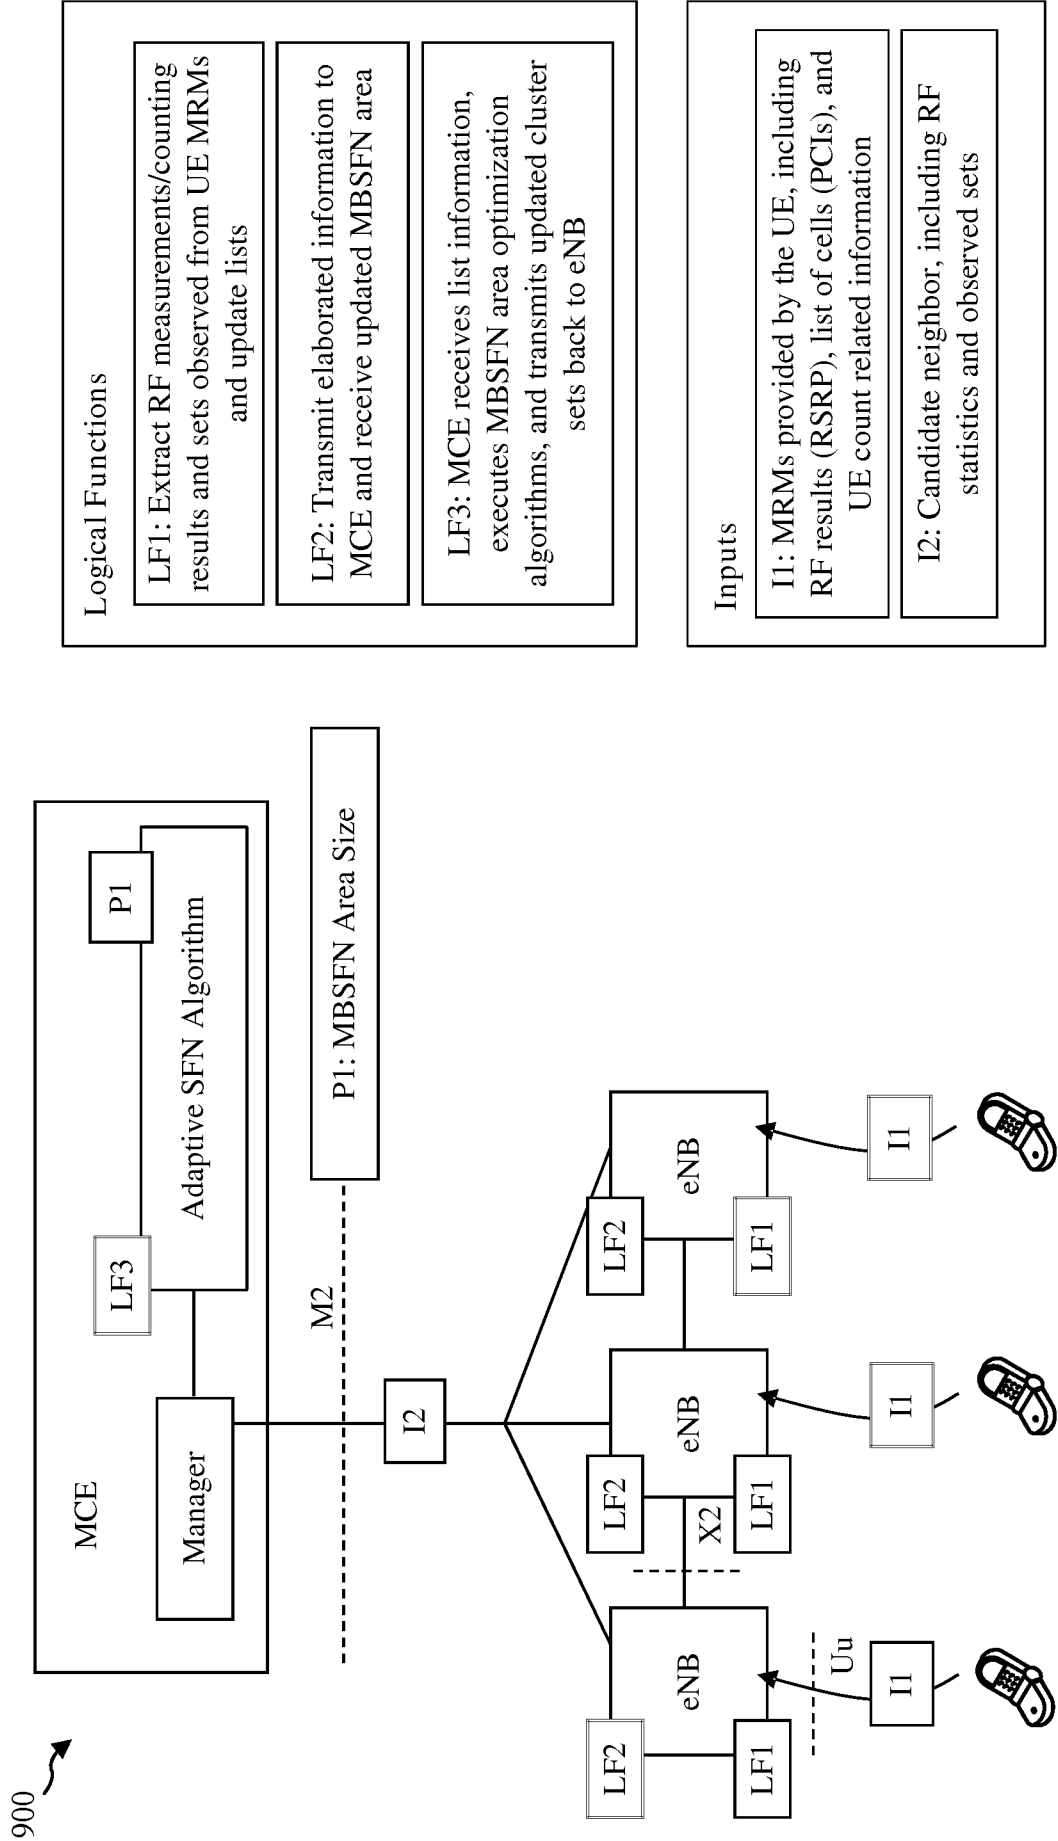 900
MCE
Manager
LF3
P1
Adaptive SFN Algorithm
M2
P1: MBSFN Area Size
I2
LF2
eNB
LF1
X2
LF2
eNB
LF1
LF2
eNB
LF1
Uu
I1
I1
I1
Logical Functions
LF1: Extract RF measurements/counting
results and sets observed from UE MRMs
and update lists
LF2: Transmit elaborated information to
MCE and receive updated MBSFN area
LF3: MCE receives list information,
executes MBSFN area optimization
algorithms, and transmits updated cluster
sets back to eNB
Inputs
I1: MRMs provided by the UE, including
RF results (RSRP), list of cells (PCIs), and
UE count related information
I2: Candidate neighbor, including RF
statistics and observed sets